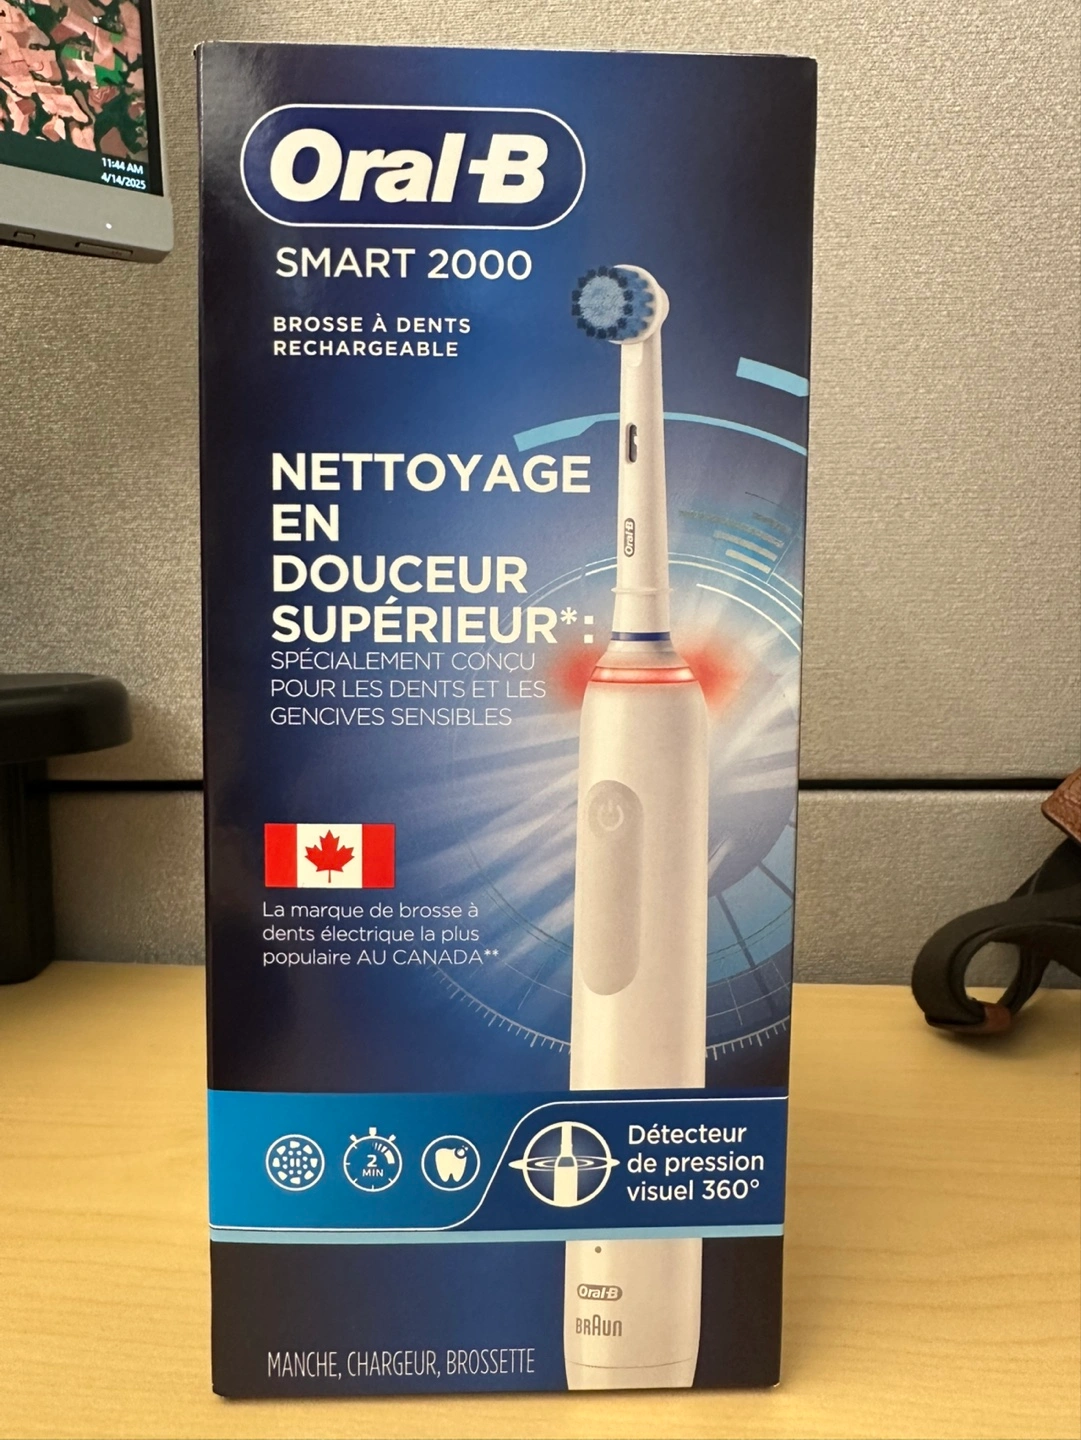 11:44 AM
4/14/2025
Oral-B
SMART 2000
BROSSE À DENTS
RECHARGEABLE
NETTOYAGE
EN
DOUCEUR
SUPÉRIEUR*:
SPÉCIALEMENT CONÇU
POUR LES DENTS ET LES
GENCIVES SENSIBLES
Oral-B
La marque de brosse à
dents électrique la plus
populaire AU CANADA**
2
MIN
Détecteur
de pression
visuel 360°
Oral-B
BRAUN
MANCHE, CHARGEUR, BROSSETTE